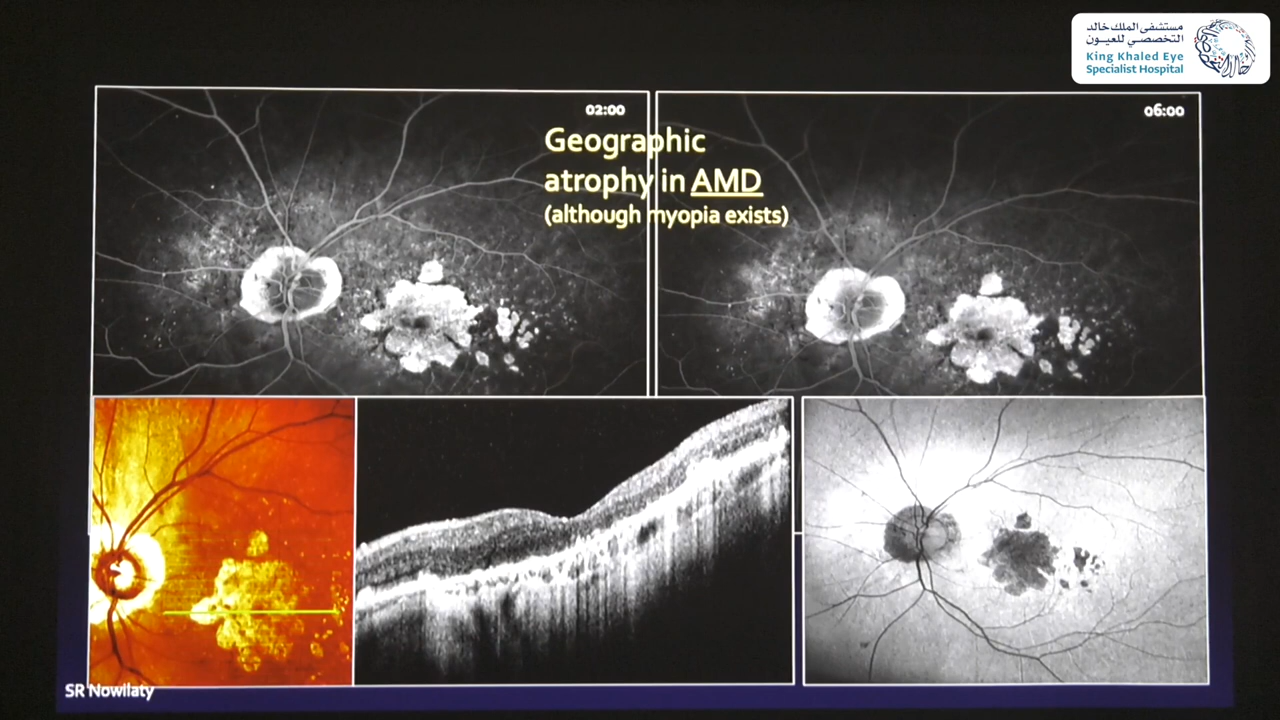 مستشفى الملك خالد
التخصصي للعيون
King Khaled Eye
Specialist Hospital
02:00
06:00
Geographic
atrophy in AMD
(although myopia exists)
SR Nowilaty